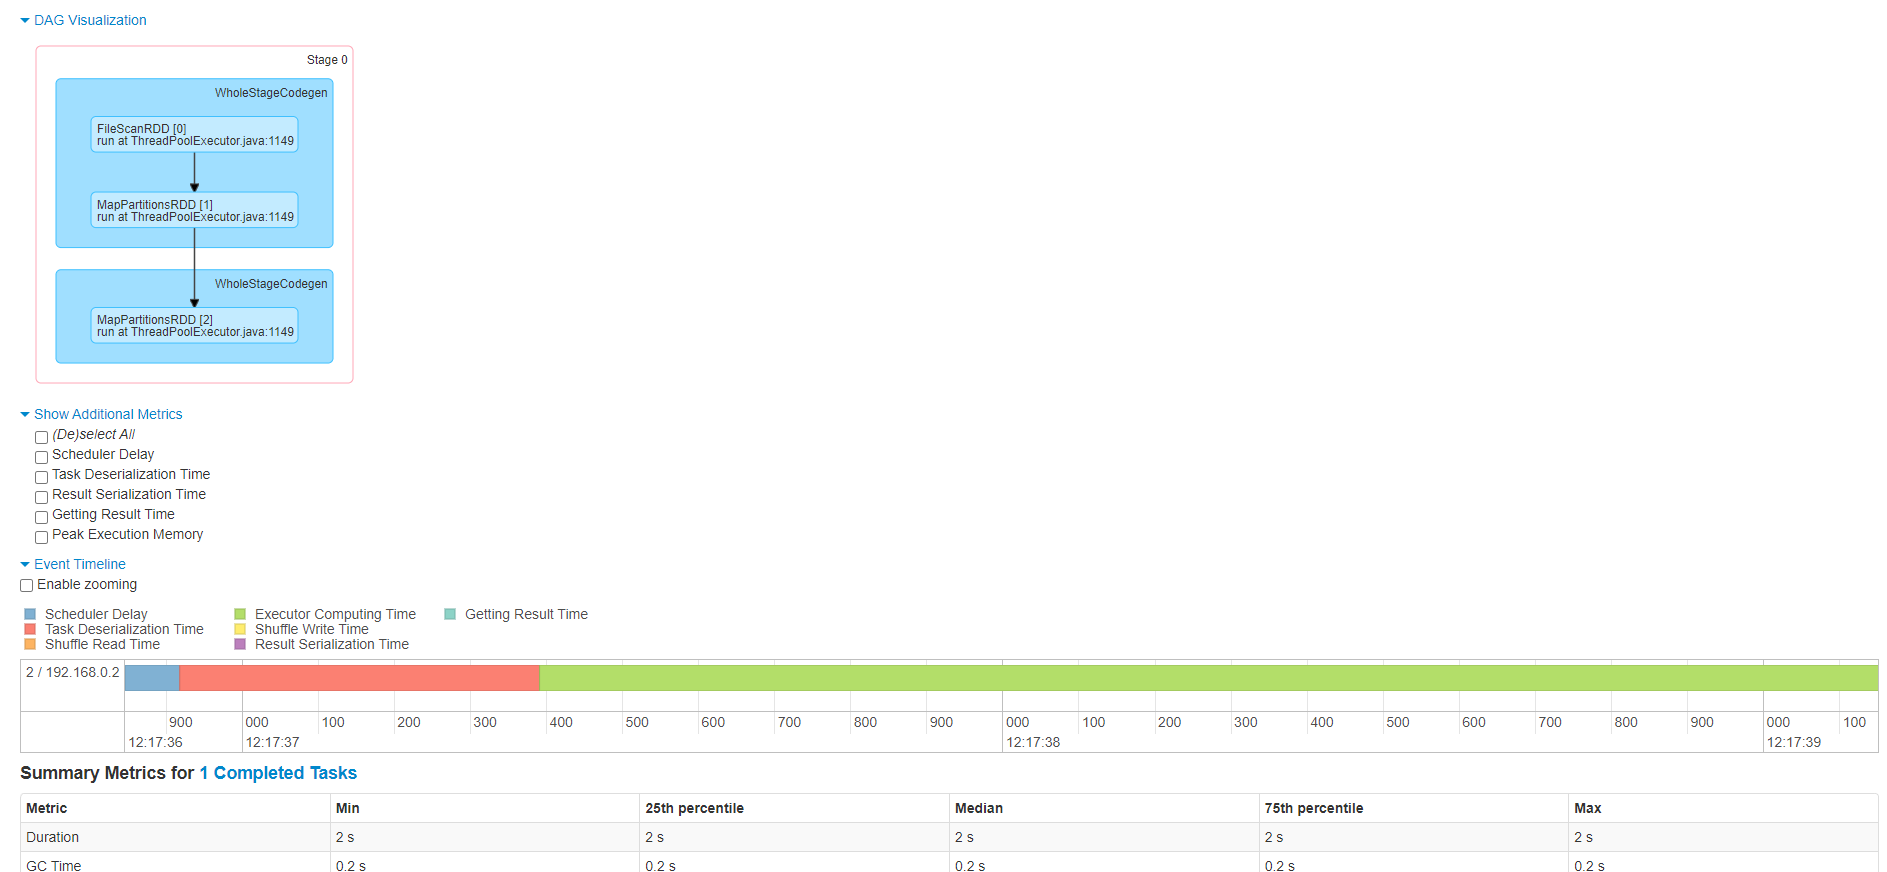 DAG Visualization
Stage 0
WholeStageCodegen
FileScanRDD [0]
run at ThreadPoolExecutor.java:1149
MapPartitionsRDD [1]
run at ThreadPoolExecutor.java:1149
WholeStageCodegen
MapPartitionsRDD [2]
run at ThreadPoolExecutor.java:1149
Show Additional Metrics
(De)select All
Scheduler Delay
Task Deserialization Time
Result Serialization Time
Getting Result Time
Peak Execution Memory
Event Timeline
Enable zooming
Scheduler Delay Executor Computing Time Getting Result Time
Task Deserialization Time Shuffle Write Time
Shuffle Read Time Result Serialization Time
2 / 192.168.0.2
900 000 100 200 300 400 500 600 700 800 900 000 100 200 300 400 500 600 700 800 900 000 100
12:17:36 12:17:37 12:17:38 12:17:39
Summary Metrics for 1 Completed Tasks
Metric Min 25th percentile Median 75th percentile Max
Duration 2 s 2 s 2 s 2 s 2 s
GC Time 0.2 s 0.2 s 0.2 s 0.2 s 0.2 s